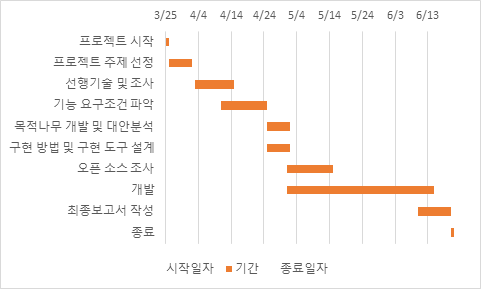 3/25 4/4 4/14 4/24 5/4 5/14 5/24 6/3 6/13
프로젝트 시작
프로젝트 주제 선정
선행기술 및 조사
기능 요구조건 파악
목적나무 개발 및 대안분석
구현 방법 및 구현 도구 설계
오픈 소스 조사
개발
최종보고서 작성
종료
시작일자 기간 종료일자